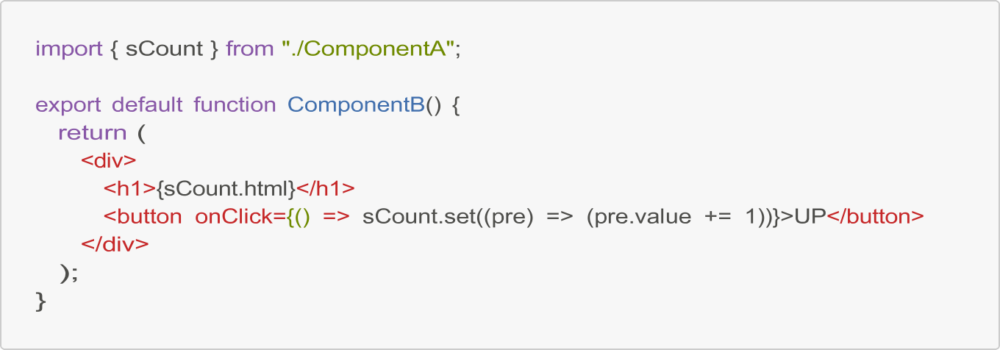 import { sCount } from "./ComponentA";
export default function ComponentB() {
return (
<div>
<h1>{sCount.html}</h1>
<button onClick={() => sCount.set((pre) => (pre.value += 1))}>UP</button>
</div>
);
}